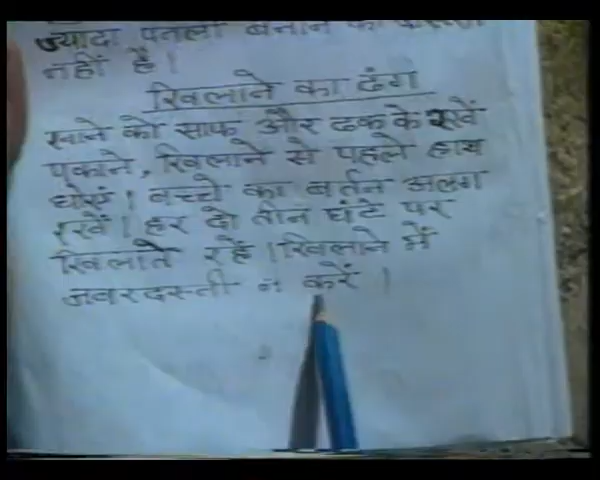 ज्यादा पतला बनाने की जरूरत
नहीं है।
खिलाने का ढंग
खाने को साफ और ढक के रखें
पकाने, खिलाने से पहले हाथ
धोएं। बच्चे का बर्तन अलग
रखें। हर दो तीन घंटे पर
खिलाते रहें। खिलाने में
जबरदस्ती न करें।